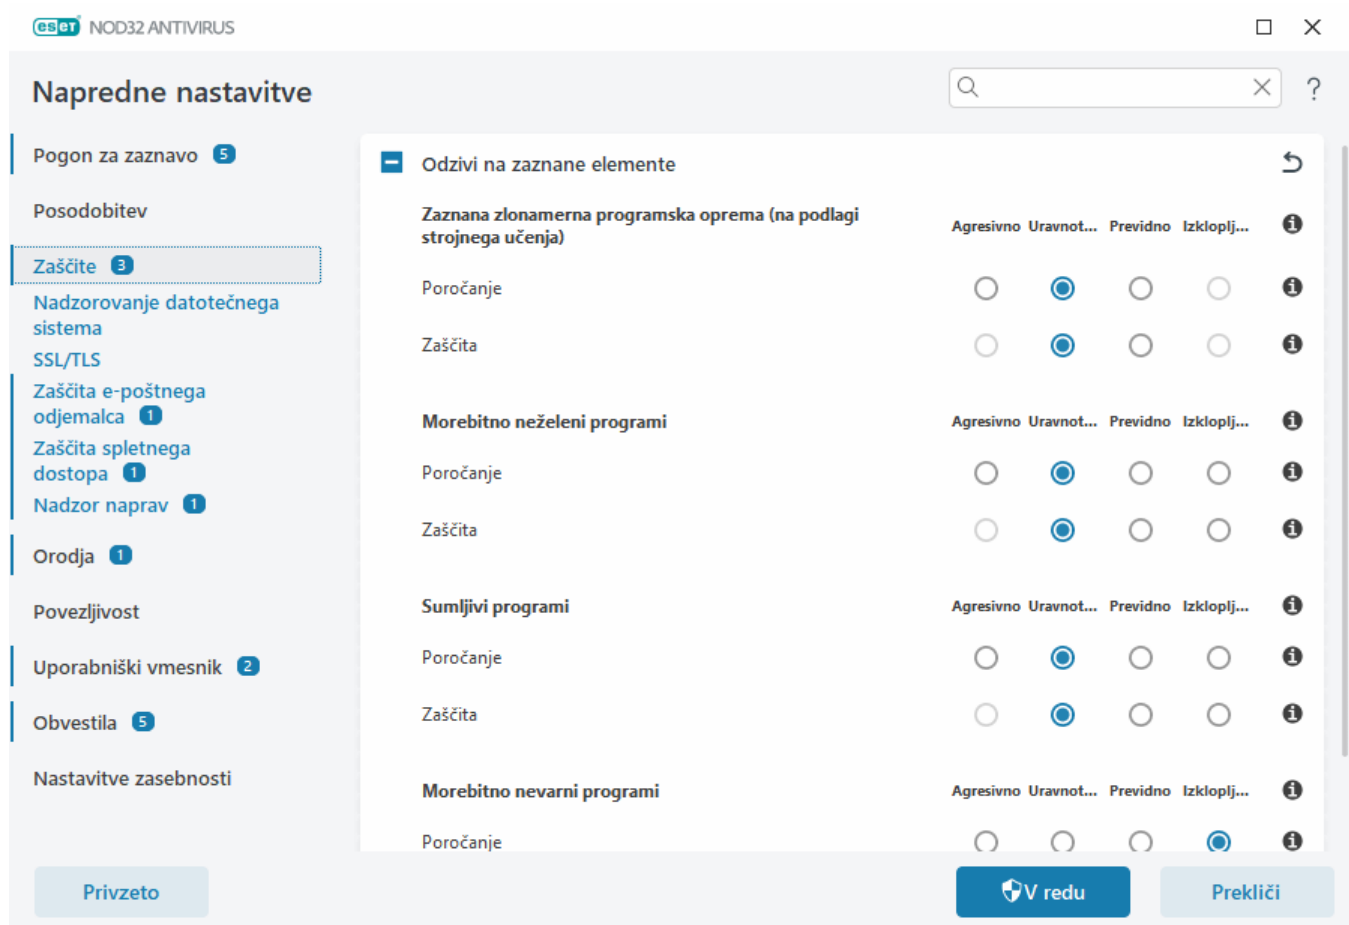 eset NOD32 ANTIVIRUS
Napredne nastavitve
?
Pogon za zaznavo 5
Posodobitev
Zaščite 3
Nadzorovanje datotečnega
sistema
SSL/TLS
Zaščita e-poštnega
odjemalca 1
Zaščita spletnega
dostopa 1
Nadzor naprav 1
Orodja 1
Povezljivost
Uporabniški vmesnik 2
Obvestila 5
Nastavitve zasebnosti
Odzivi na zaznane elemente
Zaznana zlonamerna programska oprema (na podlagi
strojnega učenja)
Agresivno Uravnot... Previdno Izkloplj...
Poročanje
Zaščita
Morebitno neželeni programi
Agresivno Uravnot... Previdno Izkloplj...
Poročanje
Zaščita
Sumljivi programi
Agresivno Uravnot... Previdno Izkloplj...
Poročanje
Zaščita
Morebitno nevarni programi
Agresivno Uravnot... Previdno Izkloplj...
Poročanje
Privzeto
V redu
Prekliči